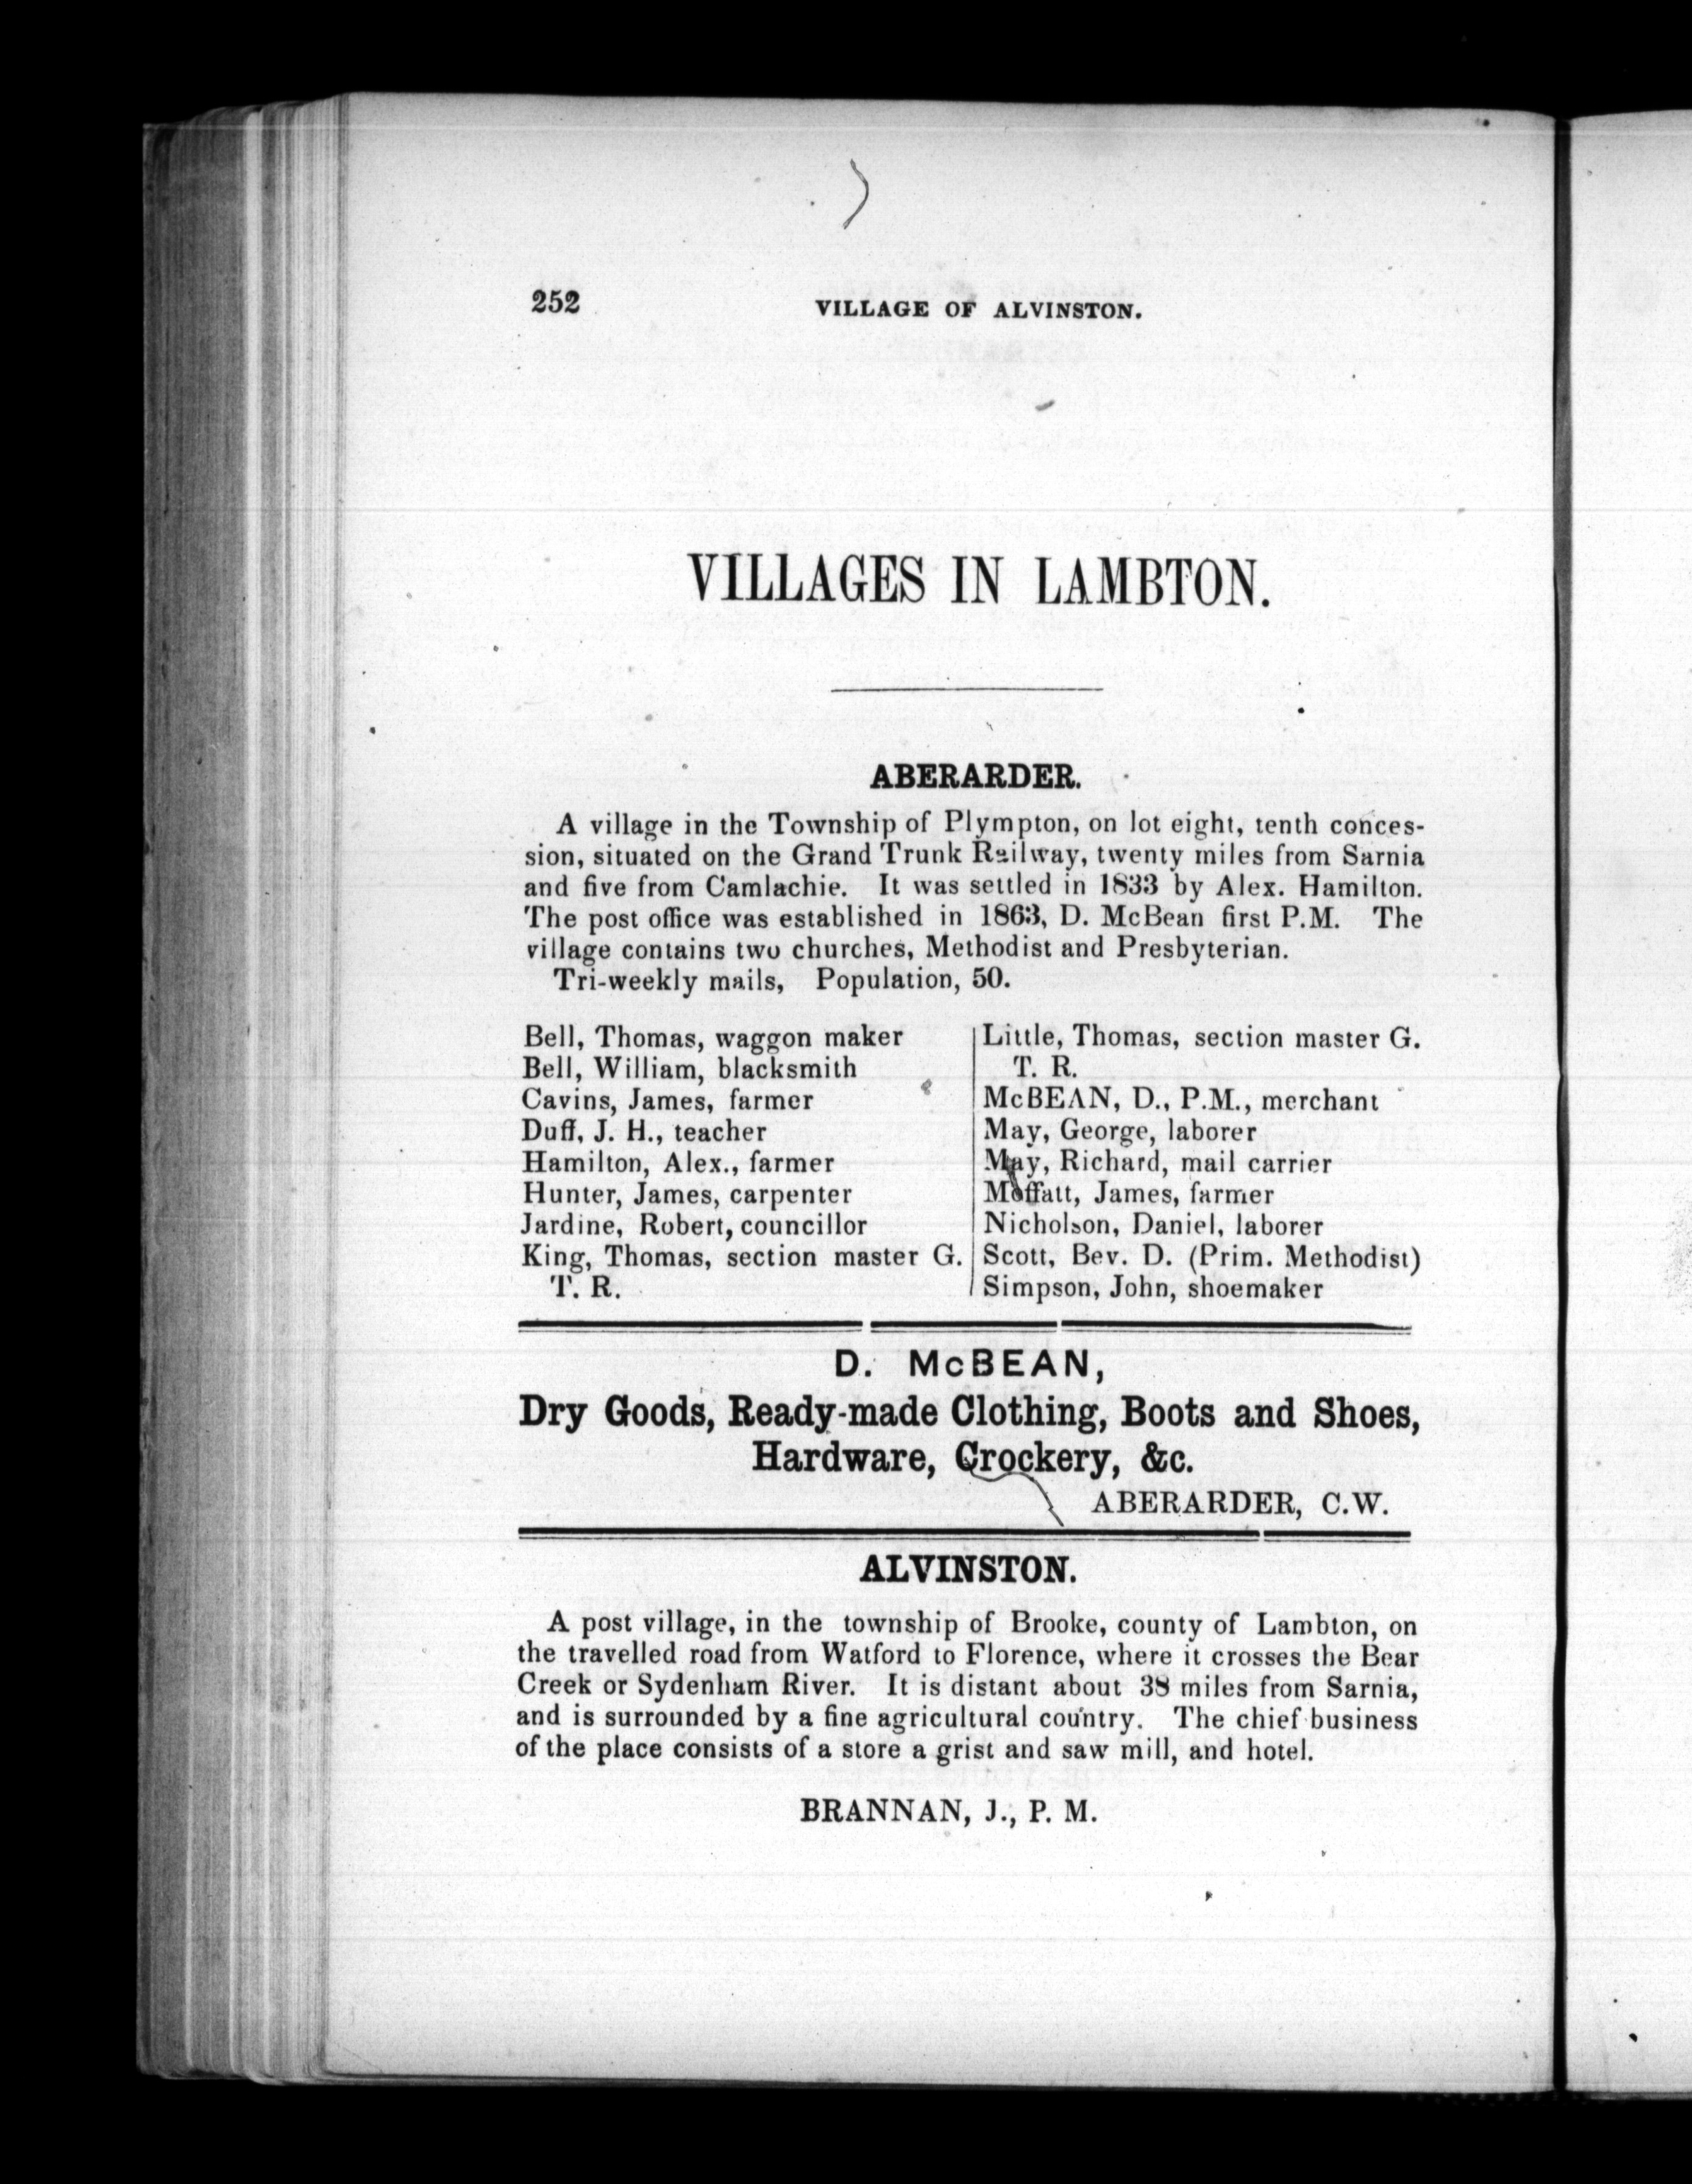 252
VILLAGE OF ALVINSTON.
VILLAGES IN LAMBTON.
ABERARDER.
A village in the Township of Plympton, on lot eight, tenth conces-
sion, situated on the Grand Trunk Railway, twenty miles from Sarnia
and five from Camlachie. It was settled in 1833 by Alex. Hamilton.
The post office was established in 1863, D. McBean first P.M. The
village contains two churches, Methodist and Presbyterian.
Tri-weekly mails, Population, 50.
Bell, Thomas, waggon maker
Bell, William, blacksmith
Cavins, James, farmer
Duff, J. H., teacher
Hamilton, Alex., farmer
Hunter, James, carpenter
Jardine, Robert, councillor
King, Thomas, section master G.
T. R.
Little, Thomas, section master G.
T. R.
McBEAN, D., P.M., merchant
May, George, laborer
May, Richard, mail carrier
Moffatt, James, farmer
Nicholson, Daniel, laborer
Scott, Bev. D. (Prim. Methodist)
Simpson, John, shoemaker
D. McBEAN,
Dry Goods, Ready-made Clothing, Boots and Shoes,
Hardware, Crockery, &c.
ABERARDER, C.W.
ALVINSTON.
A post village, in the township of Brooke, county of Lambton, on
the travelled road from Watford to Florence, where it crosses the Bear
Creek or Sydenham River. It is distant about 38 miles from Sarnia,
and is surrounded by a fine agricultural country. The chief business
of the place consists of a store a grist and saw mill, and hotel.
BRANNAN, J., P. M.